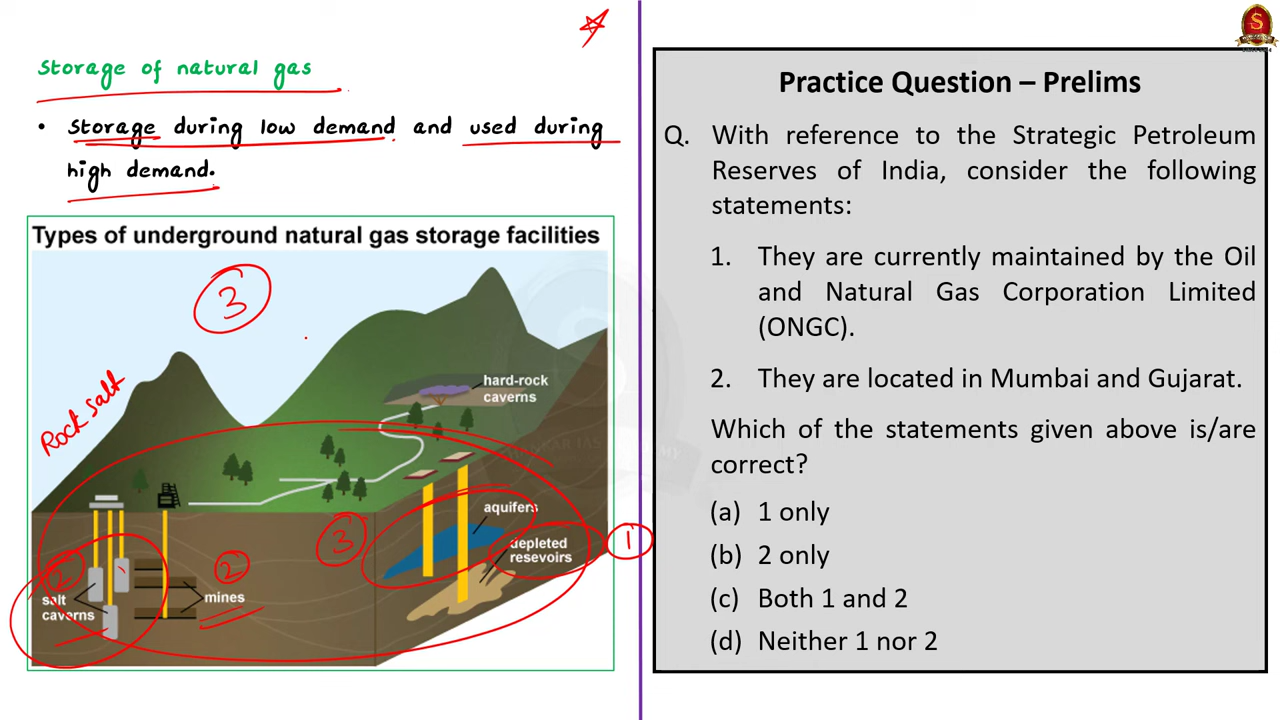 Storage of natural gas
• Storage during low demand and used during
high demand.
Types of underground natural gas storage facilities
3
Rock salt
hard-rock
caverns
aquifers
3
depleted
resevoirs
1
2
salt
caverns
2
mines
S
Practice Question – Prelims
Q. With reference to the Strategic Petroleum
Reserves of India, consider the following
statements:
1. They are currently maintained by the Oil
and Natural Gas Corporation Limited
(ONGC).
2. They are located in Mumbai and Gujarat.
Which of the statements given above is/are
correct?
(a) 1 only
(b) 2 only
(c) Both 1 and 2
(d) Neither 1 nor 2